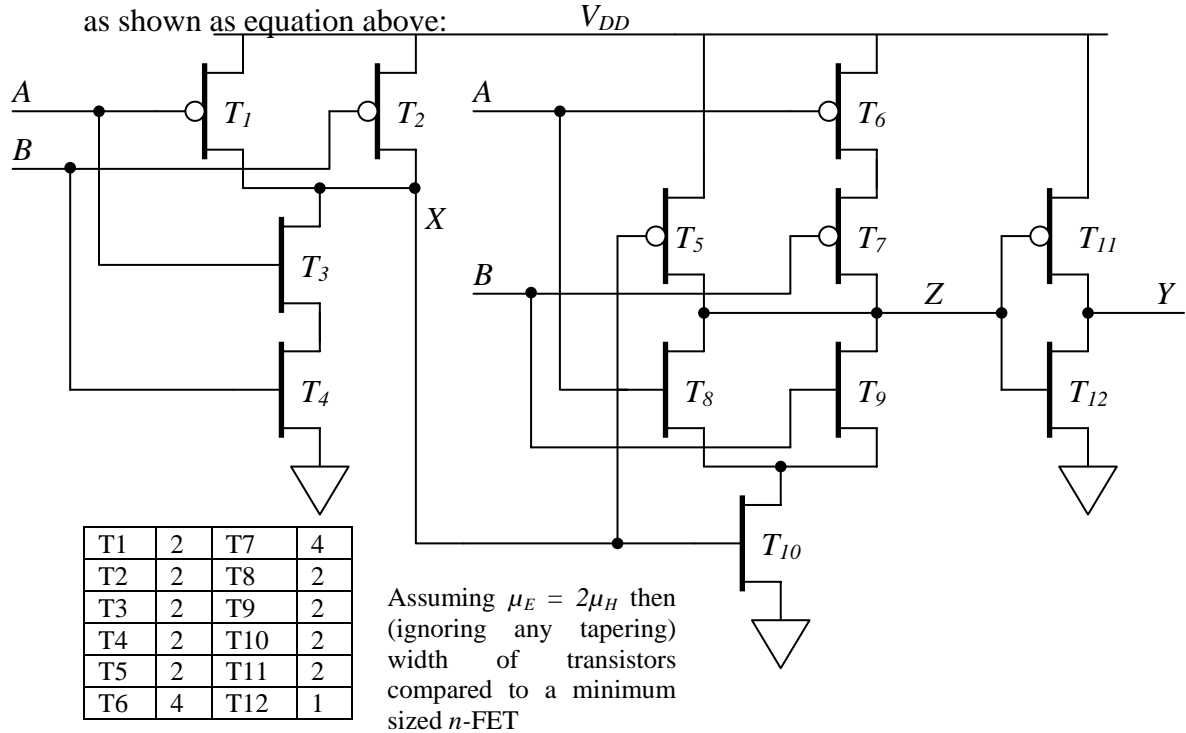 as shown as equation above:
V_DD
A
T_1
T_2
A
T_6
B
X
T_3
T_5
T_7
T_11
B
Z
Y
T_4
T_8
T_9
T_12
T_10
T1 2 T7 4
T2 2 T8 2
T3 2 T9 2
T4 2 T10 2
T5 2 T11 2
T6 4 T12 1
Assuming μ_E = 2μ_H then
(ignoring any tapering)
width of transistors
compared to a minimum
sized n-FET